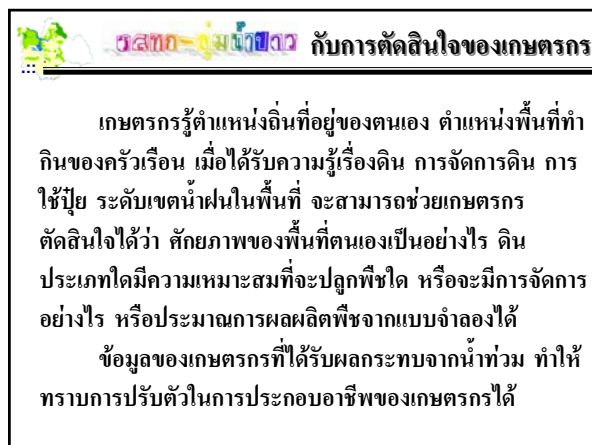 รสทก-ลุ่มน้ำปาว กับการตัดสินใจของเกษตรกร
เกษตรกรรู้ตำแหน่งถิ่นที่อยู่ของตนเอง ตำแหน่งพื้นที่ทำ
กินของครัวเรือน เมื่อได้รับความรู้เรื่องดิน การจัดการดิน การ
ใช้ปุ๋ย ระดับเขตน้ำฝนในพื้นที่ จะสามารถช่วยเกษตรกร
ตัดสินใจได้ว่า ศักยภาพของพื้นที่ตนเองเป็นอย่างไร ดิน
ประเภทใดมีความเหมาะสมที่จะปลูกพืชใด หรือจะมีการจัดการ
อย่างไร หรือประมาณการผลผลิตพืชจากแบบจำลองได้
ข้อมูลของเกษตรกรที่ได้รับผลกระทบจากน้ำท่วม ทำให้
ทราบการปรับตัวในการประกอบอาชีพของเกษตรกรได้